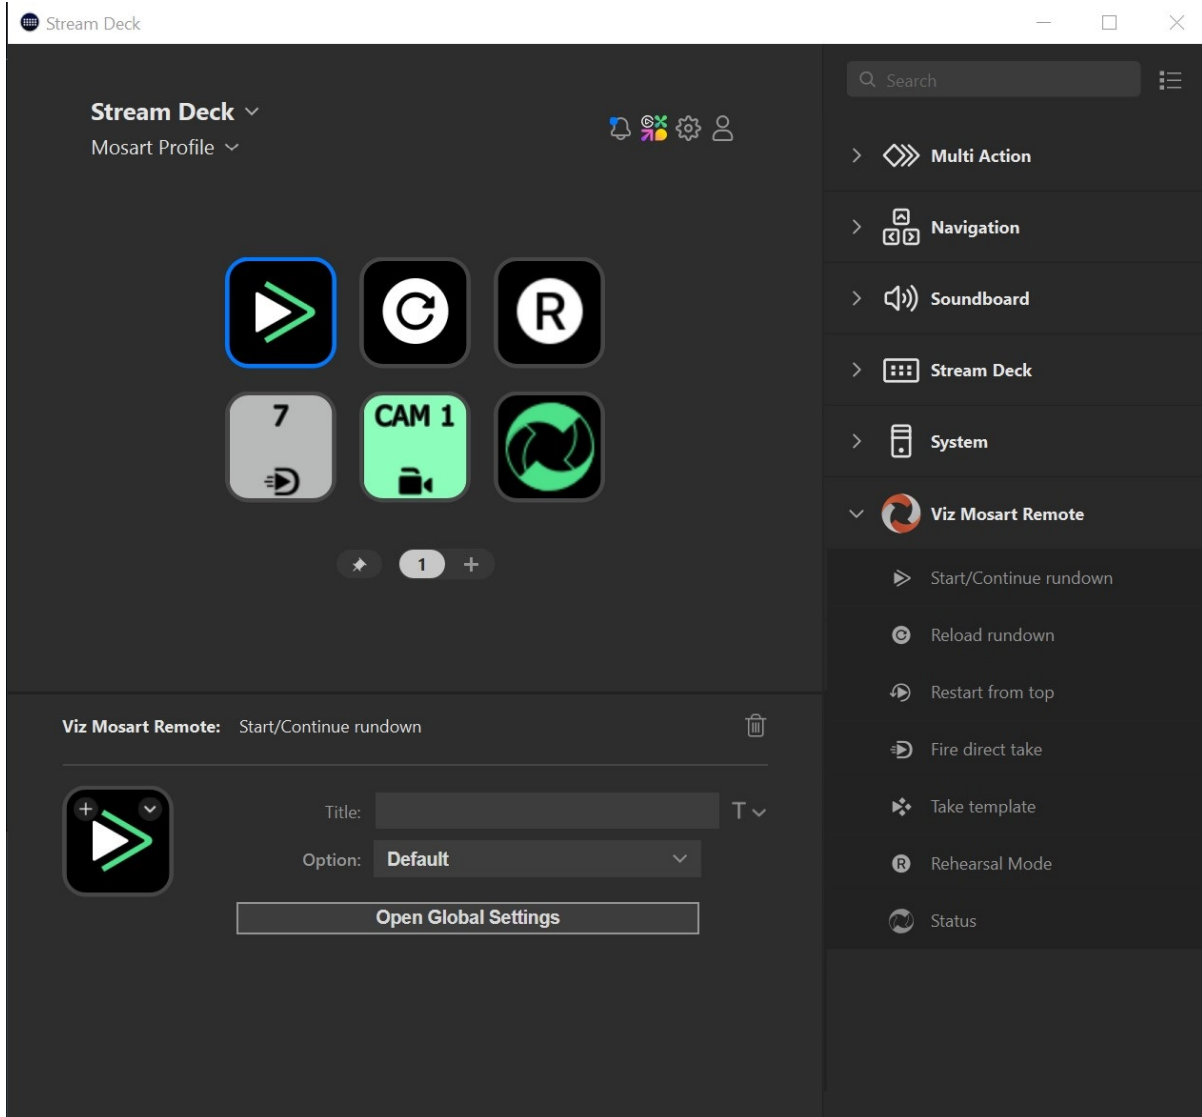 Stream Deck
Search
Stream Deck
Mosart Profile
R
7
CAM 1
1
Multi Action
Navigation
Soundboard
Stream Deck
System
Viz Mosart Remote
Start/Continue rundown
Reload rundown
Restart from top
Fire direct take
Take template
R Rehearsal Mode
Status
Viz Mosart Remote: Start/Continue rundown
Title: T
Option: Default
Open Global Settings